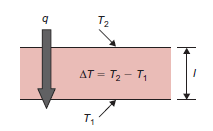 q
T₂
ΔT = T₂ − T₁
l
T₁